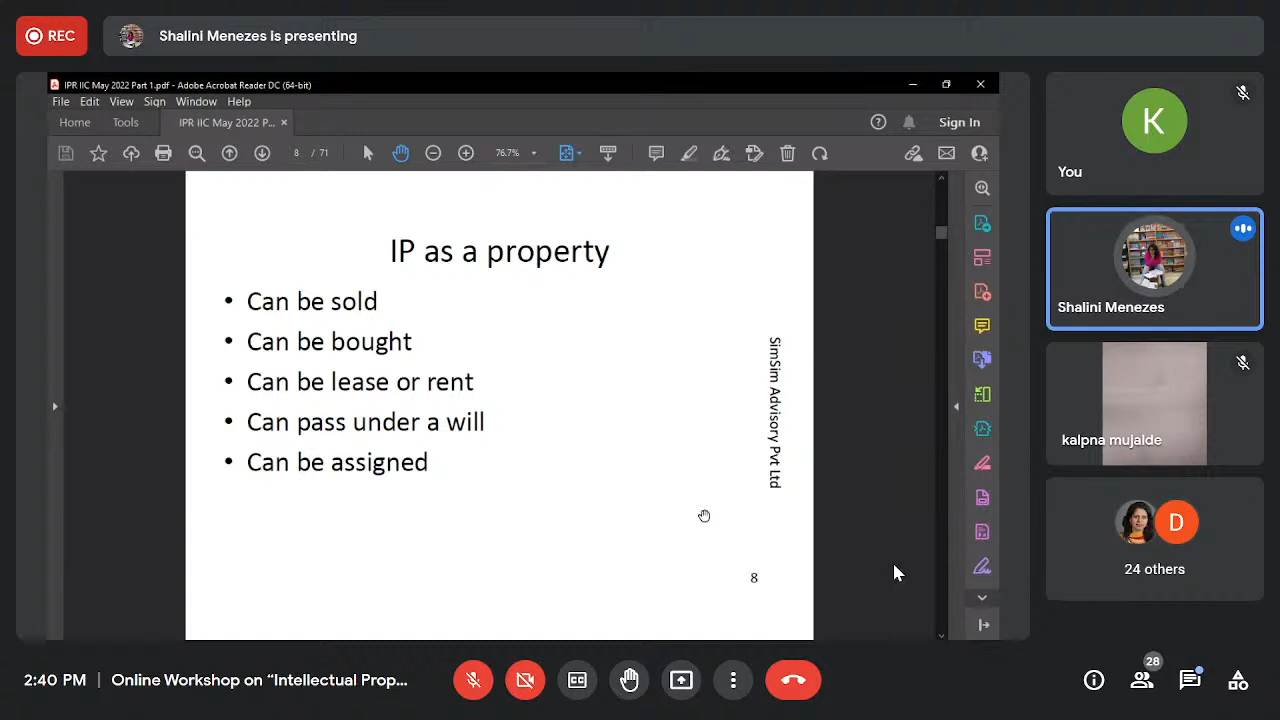 REC
Shalini Menezes is presenting
IPR IIC May 2022 Part 1.pdf - Adobe Acrobat Reader DC (64-bit)
File Edit View Sign Window Help
Home Tools IPR IIC May 2022 P... ×
Sign In
8 / 71
76.7%
IP as a property
• Can be sold
• Can be bought
• Can be lease or rent
• Can pass under a will
• Can be assigned
SimSim Advisory Pvt Ltd
8
K
You
Shalini Menezes
kalpna mujalde
D
24 others
2:40 PM | Online Workshop on “Intellectual Prop...
28